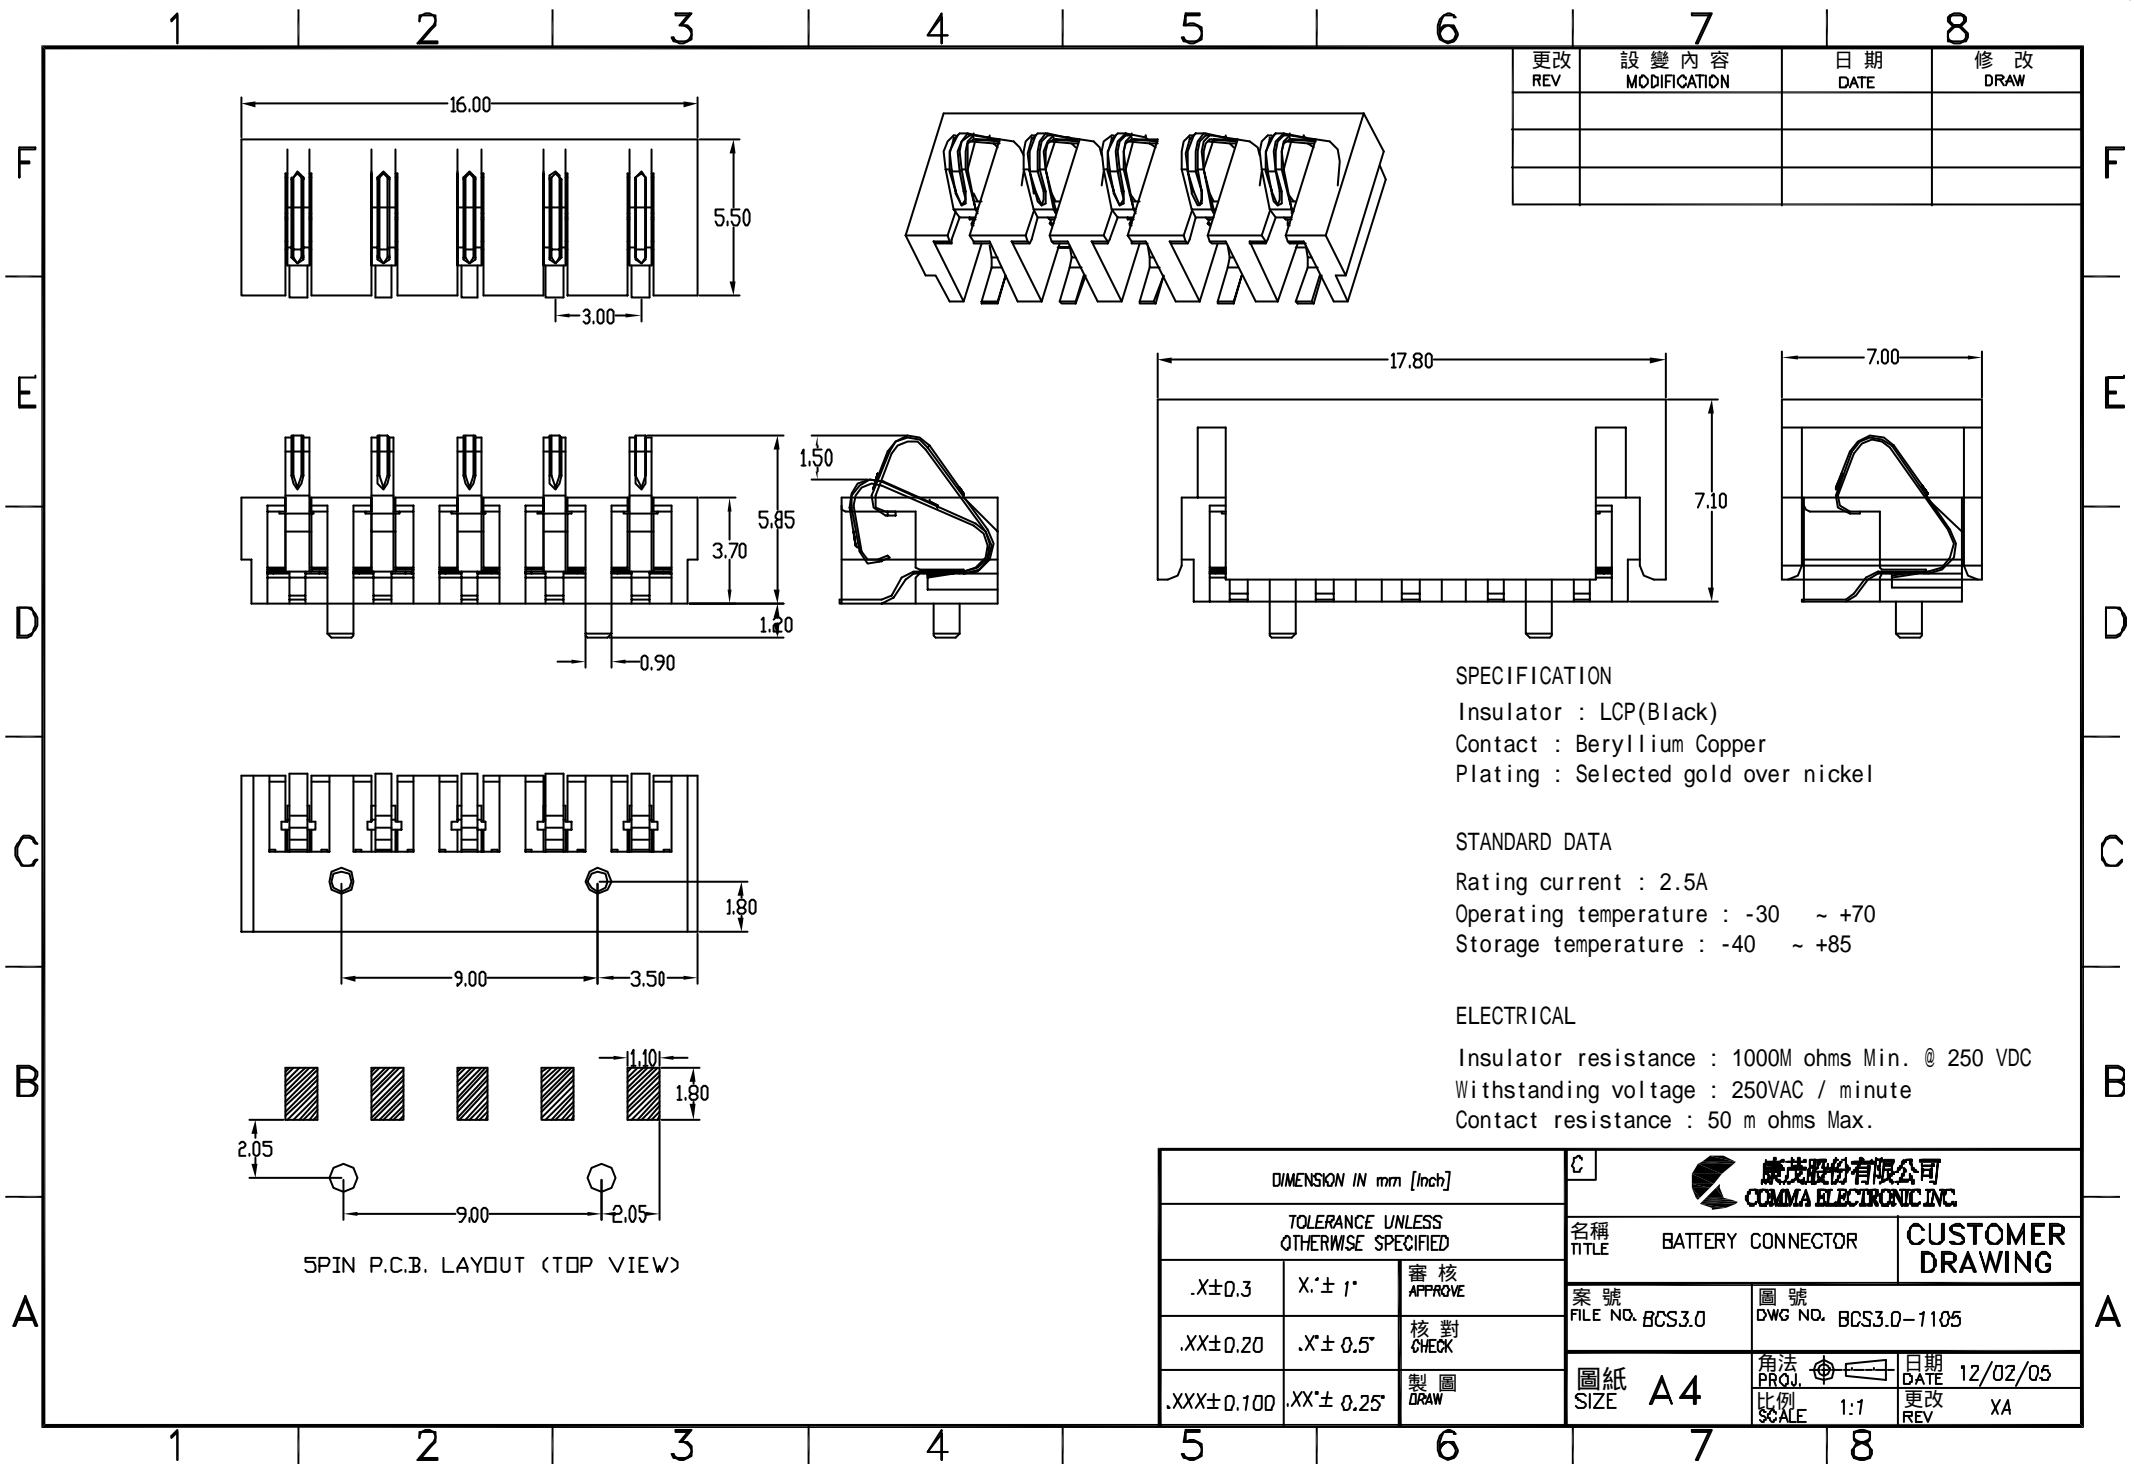 1 2 3 4 5 6 7 8
更改 設變內容 日期 修改
REV MODIFICATION DATE DRAW
F F
16.00
5.50
3.00
E E
17.80 7.00
1.50
7.10
5.85
3.70
D D
1.20
0.90
SPECIFICATION
Insulator : LCP(Black)
Contact : Beryllium Copper
Plating : Selected gold over nickel
C C
STANDARD DATA
Rating current : 2.5A
Operating temperature : -30 ~ +70
Storage temperature : -40 ~ +85
1.80
9.00 3.50
ELECTRICAL
Insulator resistance : 1000M ohms Min. @ 250 VDC
Withstanding voltage : 250VAC / minute
Contact resistance : 50 m ohms Max.
B B
1.10
1.80
2.05
9.00 2.05
5PIN P.C.B. LAYOUT (TOP VIEW)
A A
DIMENSION IN mm [Inch]
TOLERANCE UNLESS
OTHERWISE SPECIFIED
.X±0.3 X.°± 1° 審核
APPROVE
.XX±0.20 .X°± 0.5° 核對
CHECK
.XXX±0.100 .XX°± 0.25° 製圖
DRAW
C
康茂股份有限公司
COMMA ELECTRONIC INC.
名稱
TITLE BATTERY CONNECTOR
CUSTOMER
DRAWING
案號
FILE NO. BCS3.0
圖號
DWG NO. BCS3.0-1105
圖紙
SIZE A4
角法
PROJ.
日期
DATE 12/02/05
比例
SCALE 1:1
更改
REV XA
1 2 3 4 5 6 7 8